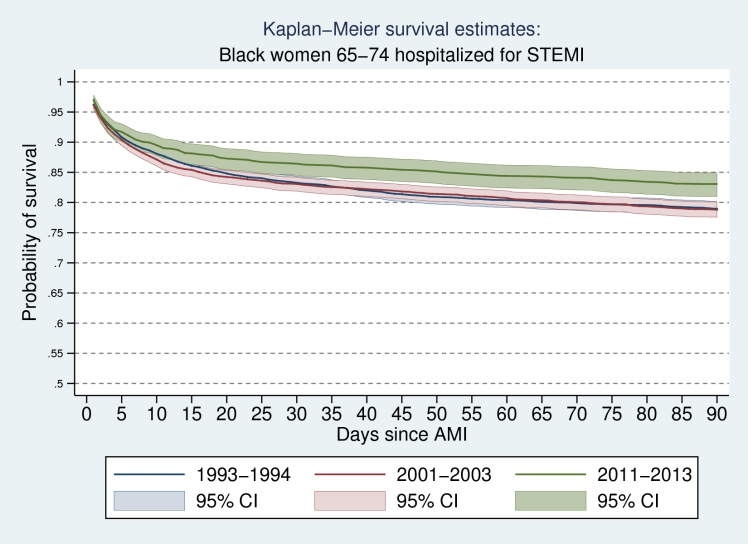 Kaplan–Meier survival estimates:
Black women 65–74 hospitalized for STEMI
Probability of survival
1
.95
.9
.85
.8
.75
.7
.65
.6
.55
.5
0 5 10 15 20 25 30 35 40 45 50 55 60 65 70 75 80 85 90
Days since AMI
1993–1994 2001–2003 2011–2013
95% CI 95% CI 95% CI